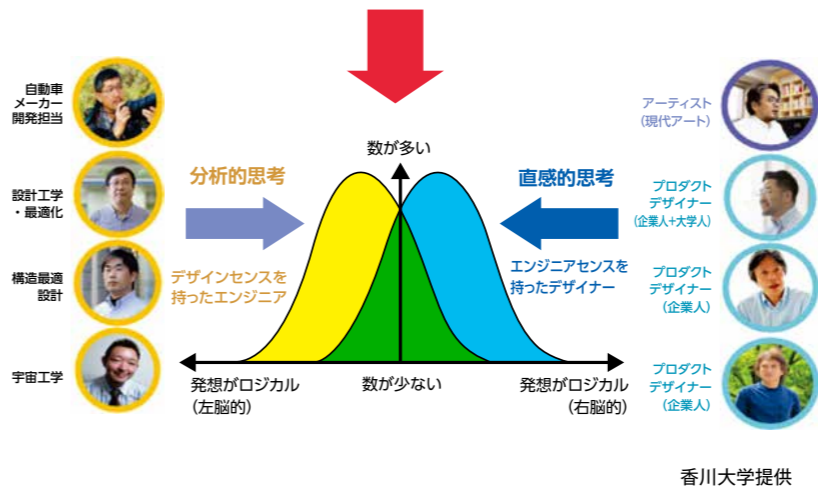 自動車
メーカー
開発担当
設計工学
・最適化
構造最適
設計
宇宙工学
分析的思考
デザインセンスを
持ったエンジニア
数が多い
直感的思考
エンジニアセンスを
持ったデザイナー
発想がロジカル
(左脳的)
数が少ない
発想がロジカル
(右脳的)
アーティスト
(現代アート)
プロダクト
デザイナー
(企業人+大学人)
プロダクト
デザイナー
(企業人)
プロダクト
デザイナー
(企業人)
香川大学提供